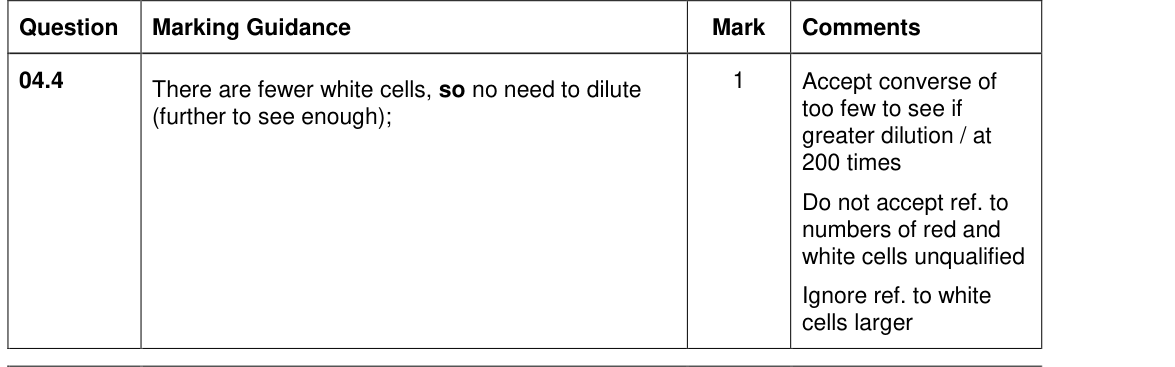 Question Marking Guidance Mark Comments
04.4 There are fewer white cells, so no need to dilute
(further to see enough);
1
Accept converse of
too few to see if
greater dilution / at
200 times
Do not accept ref. to
numbers of red and
white cells unqualified
Ignore ref. to white
cells larger